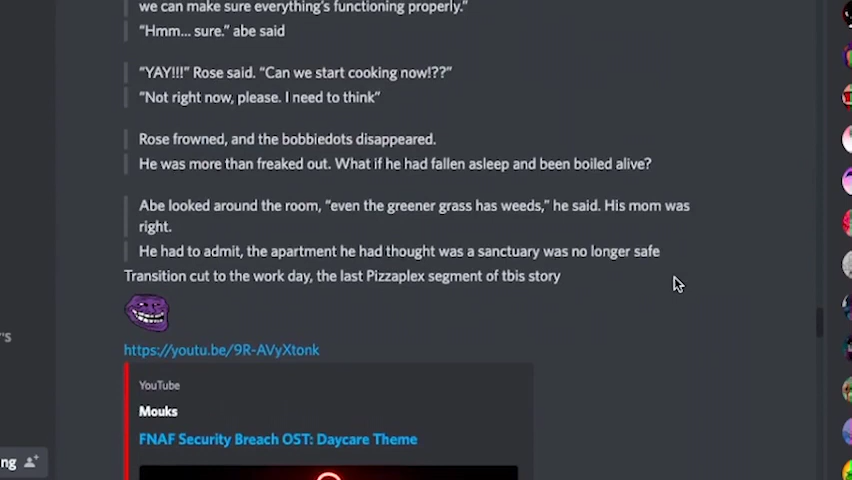 we can make sure everything's functioning properly."
"Hmm... sure." abe said
"YAY!!!" Rose said. "Can we start cooking now!??"
"Not right now, please. I need to think"
Rose frowned, and the bobbiedots disappeared.
He was more than freaked out. What if he had fallen asleep and been boiled alive?
Abe looked around the room, "even the greener grass has weeds," he said. His mom was
right.
He had to admit, the apartment he had thought was a sanctuary was no longer safe
Transition cut to the work day, the last Pizzaplex segment of tbis story
's
https://youtu.be/9R-AVyXtonk
YouTube
Mouks
FNAF Security Breach OST: Daycare Theme
ng